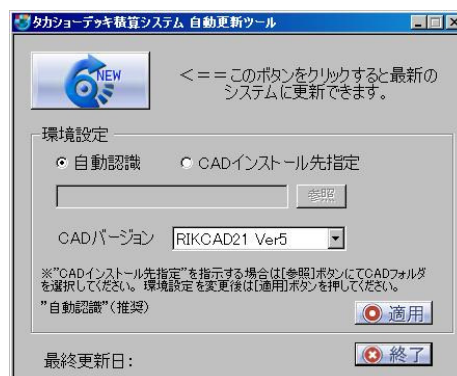 タカショーデッキ積算システム 自動更新ツール
NEW
<==このボタンをクリックすると最新の
システムに更新できます。
環境設定
自動認識 CADインストール先指定
参照
CADバージョン RIKCAD21 Ver5
※"CADインストール先指定"を指示する場合は[参照]ボタンにてCADフォルダ
を選択してください。環境設定を変更後は[適用]ボタンを押してください。
"自動認識"(推奨)
適用
最終更新日:
終了